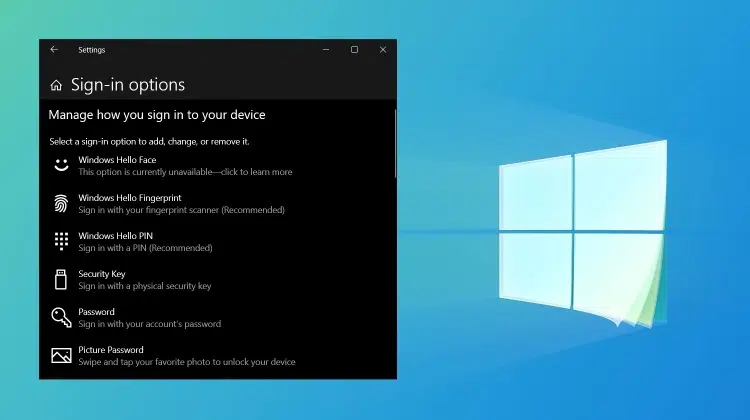 Settings
Sign-in options
Manage how you sign in to your device
Select a sign-in option to add, change, or remove it.
Windows Hello Face
This option is currently unavailable—click to learn more
Windows Hello Fingerprint
Sign in with your fingerprint scanner (Recommended)
Windows Hello PIN
Sign in with a PIN (Recommended)
Security Key
Sign in with a physical security key
Password
Sign in with your account's password
Picture Password
Swipe and tap your favorite photo to unlock your device